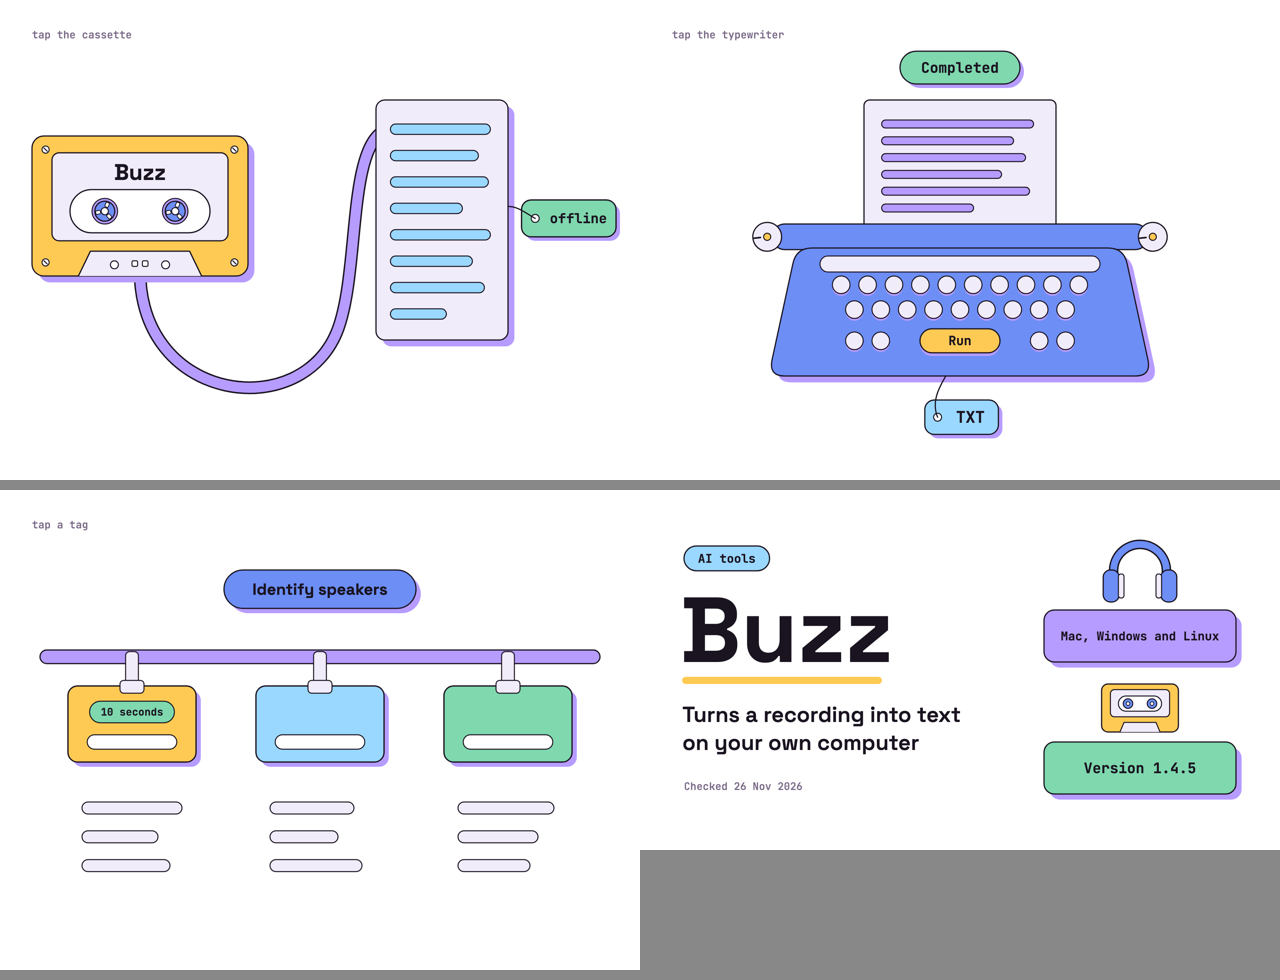 tap the cassette
Buzz
offline
tap the typewriter
Completed
Run
TXT
tap a tag
Identify speakers
10 seconds
AI tools
Buzz
Turns a recording into text
on your own computer
Checked 26 Nov 2026
Mac, Windows and Linux
Version 1.4.5